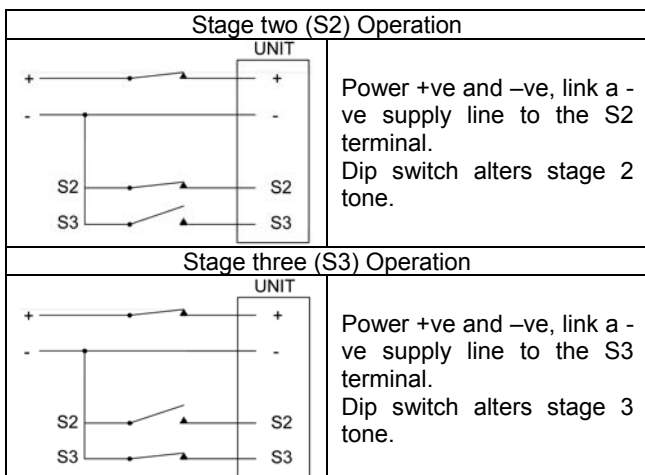 Stage two (S2) Operation
UNIT
+ +
- -
S2 S2
S3 S3
Power +ve and –ve, link a -
ve supply line to the S2
terminal.
Dip switch alters stage 2
tone.
Stage three (S3) Operation
UNIT
+ +
- -
S2 S2
S3 S3
Power +ve and –ve, link a -
ve supply line to the S3
terminal.
Dip switch alters stage 3
tone.